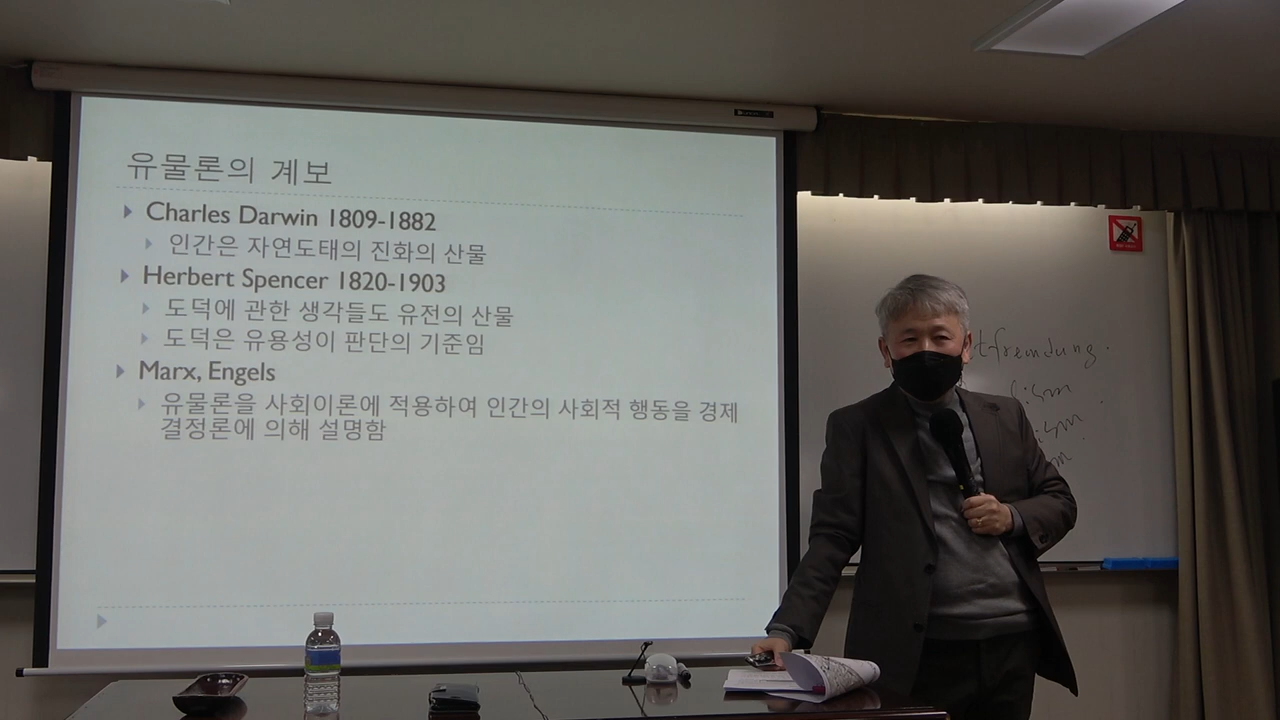 유물론의 계보
Charles Darwin 1809-1882
인간은 자연도태의 진화의 산물
Herbert Spencer 1820-1903
도덕에 관한 생각들도 유전의 산물
도덕은 유용성이 판단의 기준임
Marx, Engels
유물론을 사회이론에 적용하여 인간의 사회적 행동을 경제
결정론에 의해 설명함
tfremdung.